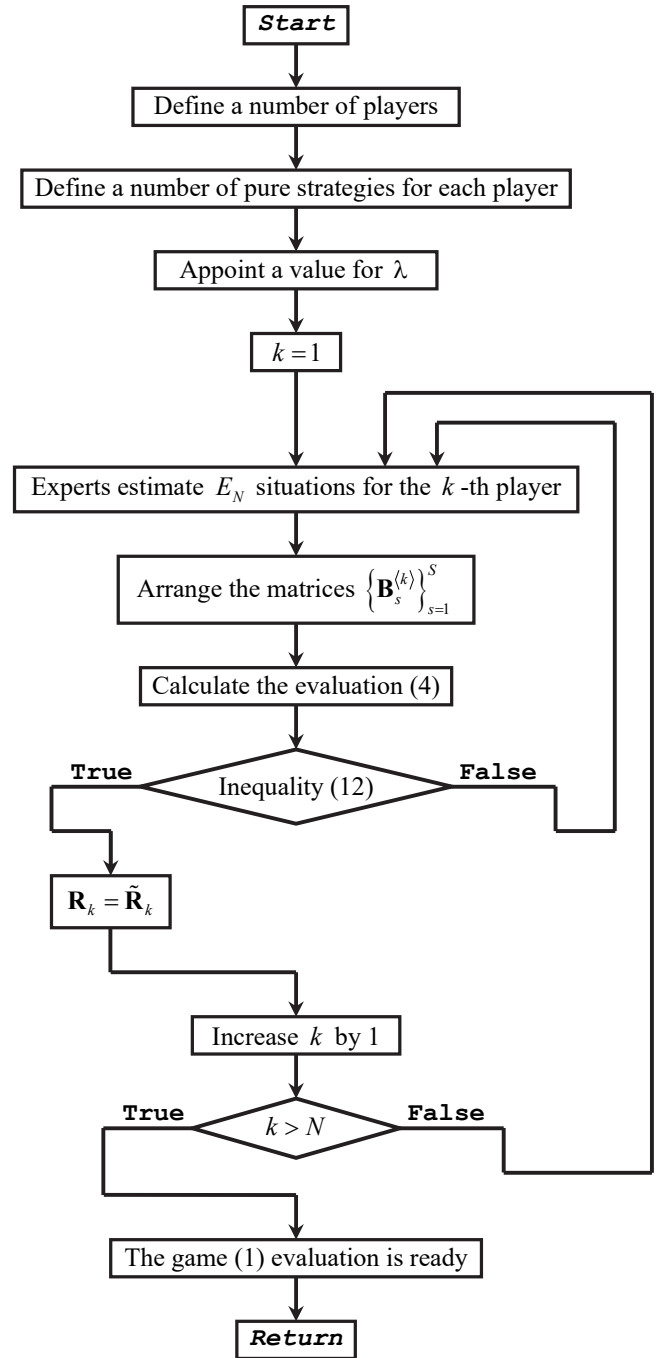 Start
Define a number of players
Define a number of pure strategies for each player
Appoint a value for λ
k = 1
Experts estimate E_N situations for the k -th player
Arrange the matrices {B_s^⟨k⟩}_{s=1}^S
Calculate the evaluation (4)
True
False
Inequality (12)
R_k = R̃_k
Increase k by 1
True
False
k > N
The game (1) evaluation is ready
Return